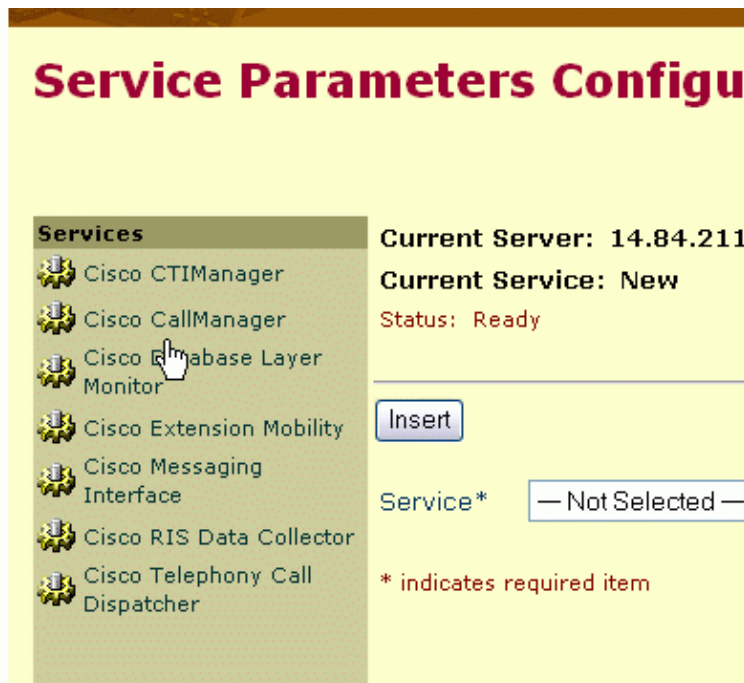 Service Parameters Configu
Services
Cisco CTIManager
Cisco CallManager
Cisco Database Layer
Monitor
Cisco Extension Mobility
Cisco Messaging
Interface
Cisco RIS Data Collector
Cisco Telephony Call
Dispatcher
Current Server: 14.84.211
Current Service: New
Status: Ready
Insert
Service* — Not Selected —
* indicates required item